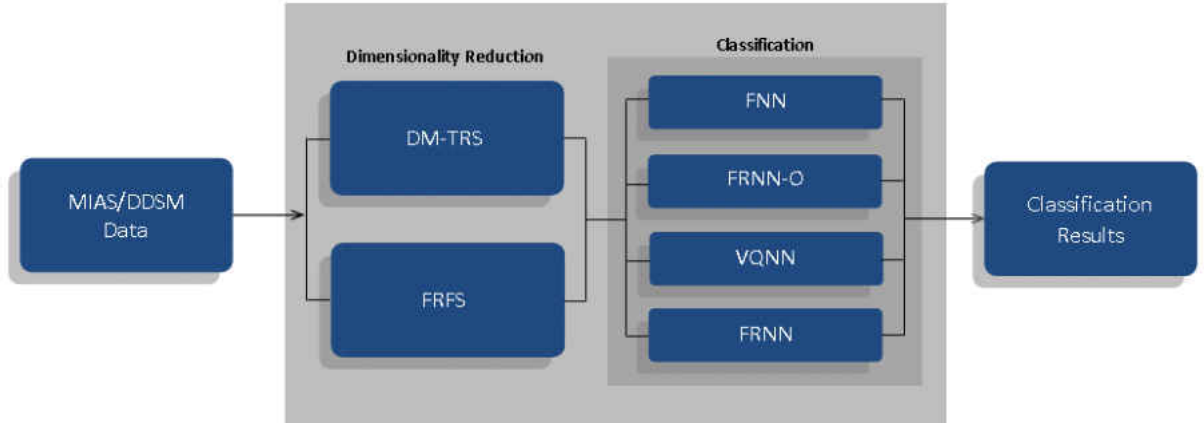 Dimensionality Reduction
Classification
MIAS/DDSM
Data
DM-TRS
FRFS
FNN
FRNN-O
VQNN
FRNN
Classification
Results